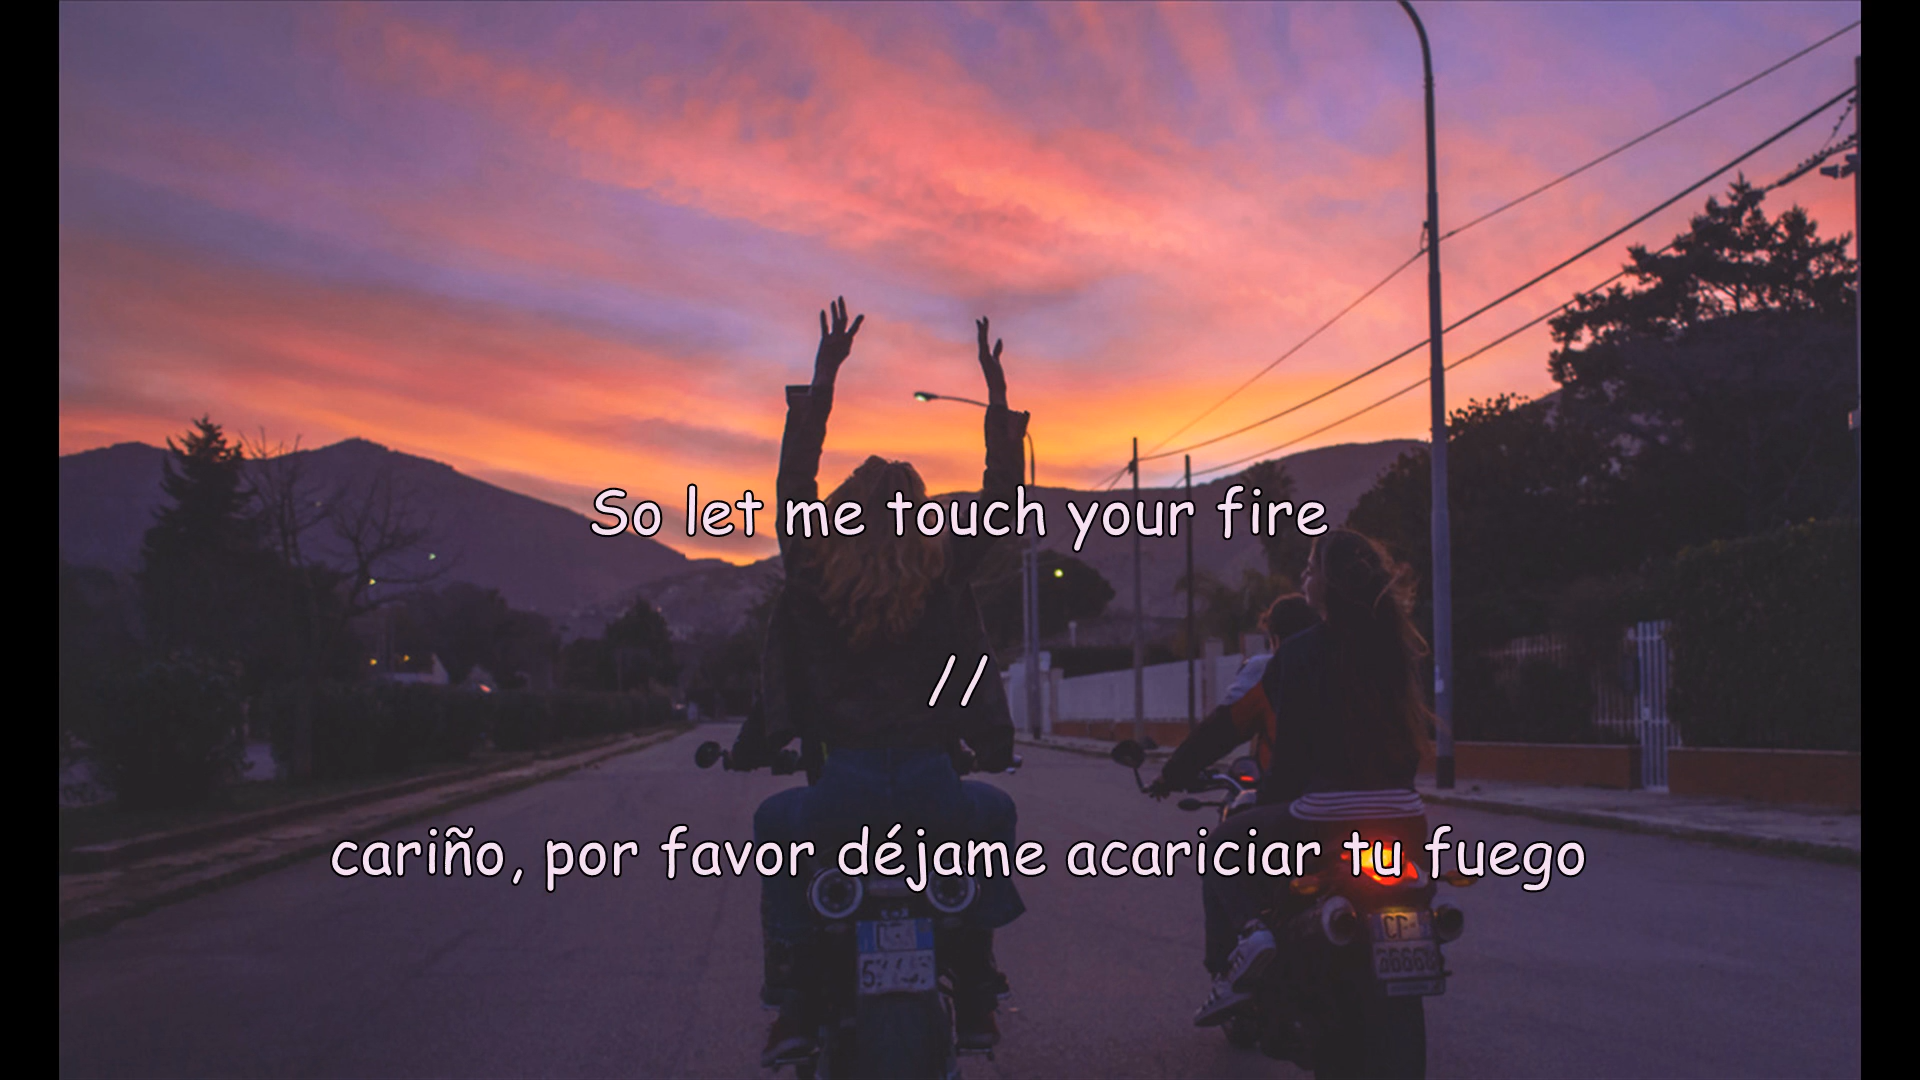 So let me touch your fire
//
cariño, por favor déjame acariciar tu fuego